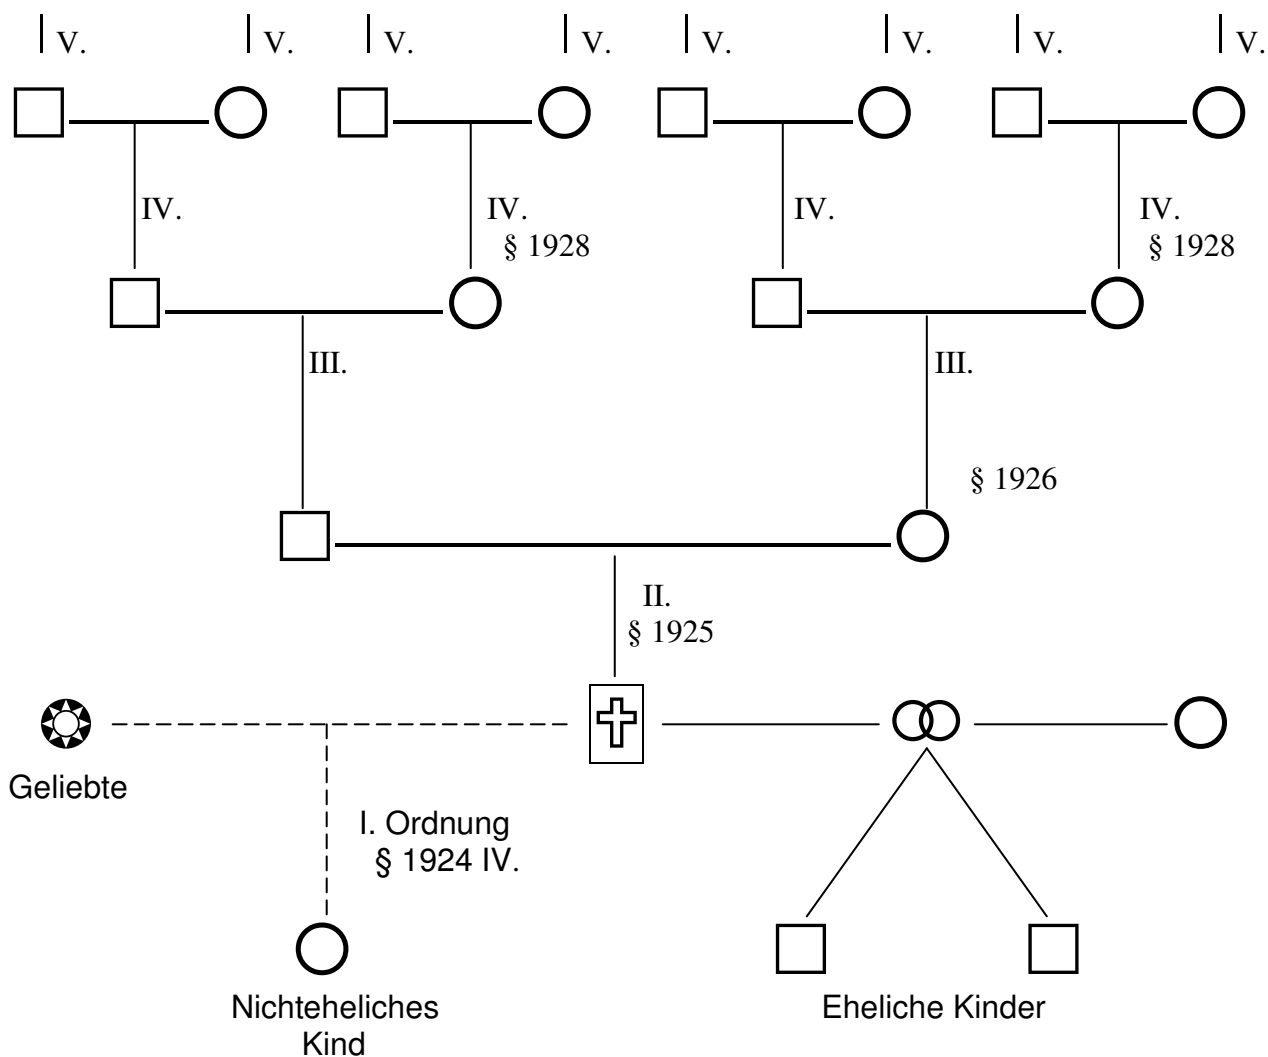 V. V. V. V. V. V. V. V.
IV. IV. IV. IV.
§ 1928 § 1928
III. III.
§ 1926
II.
§ 1925
Geliebte
I. Ordnung
§ 1924 IV.
Nichteheliches Eheliche Kinder
Kind